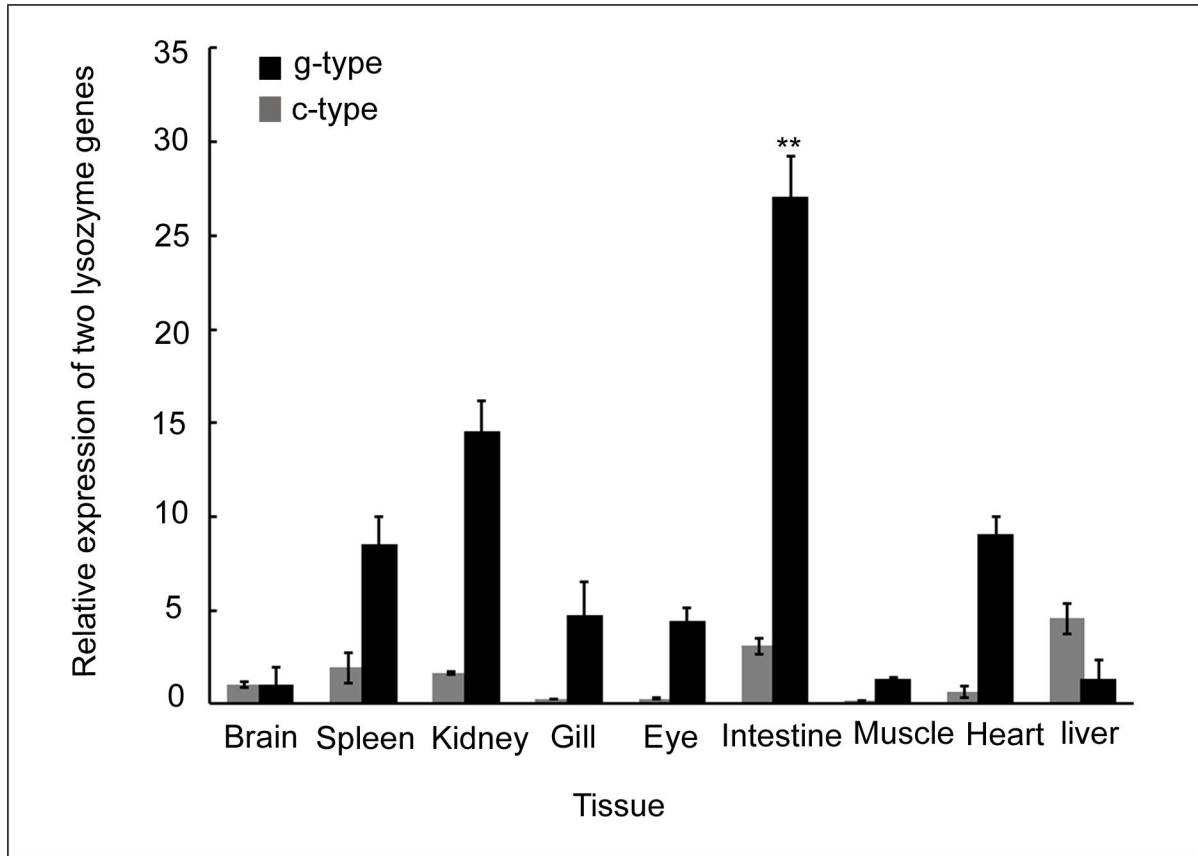 Relative expression of two lysozyme genes
35
30
25
20
15
10
5
0
g-type
c-type
**
Brain Spleen Kidney Gill Eye Intestine Muscle Heart liver
Tissue